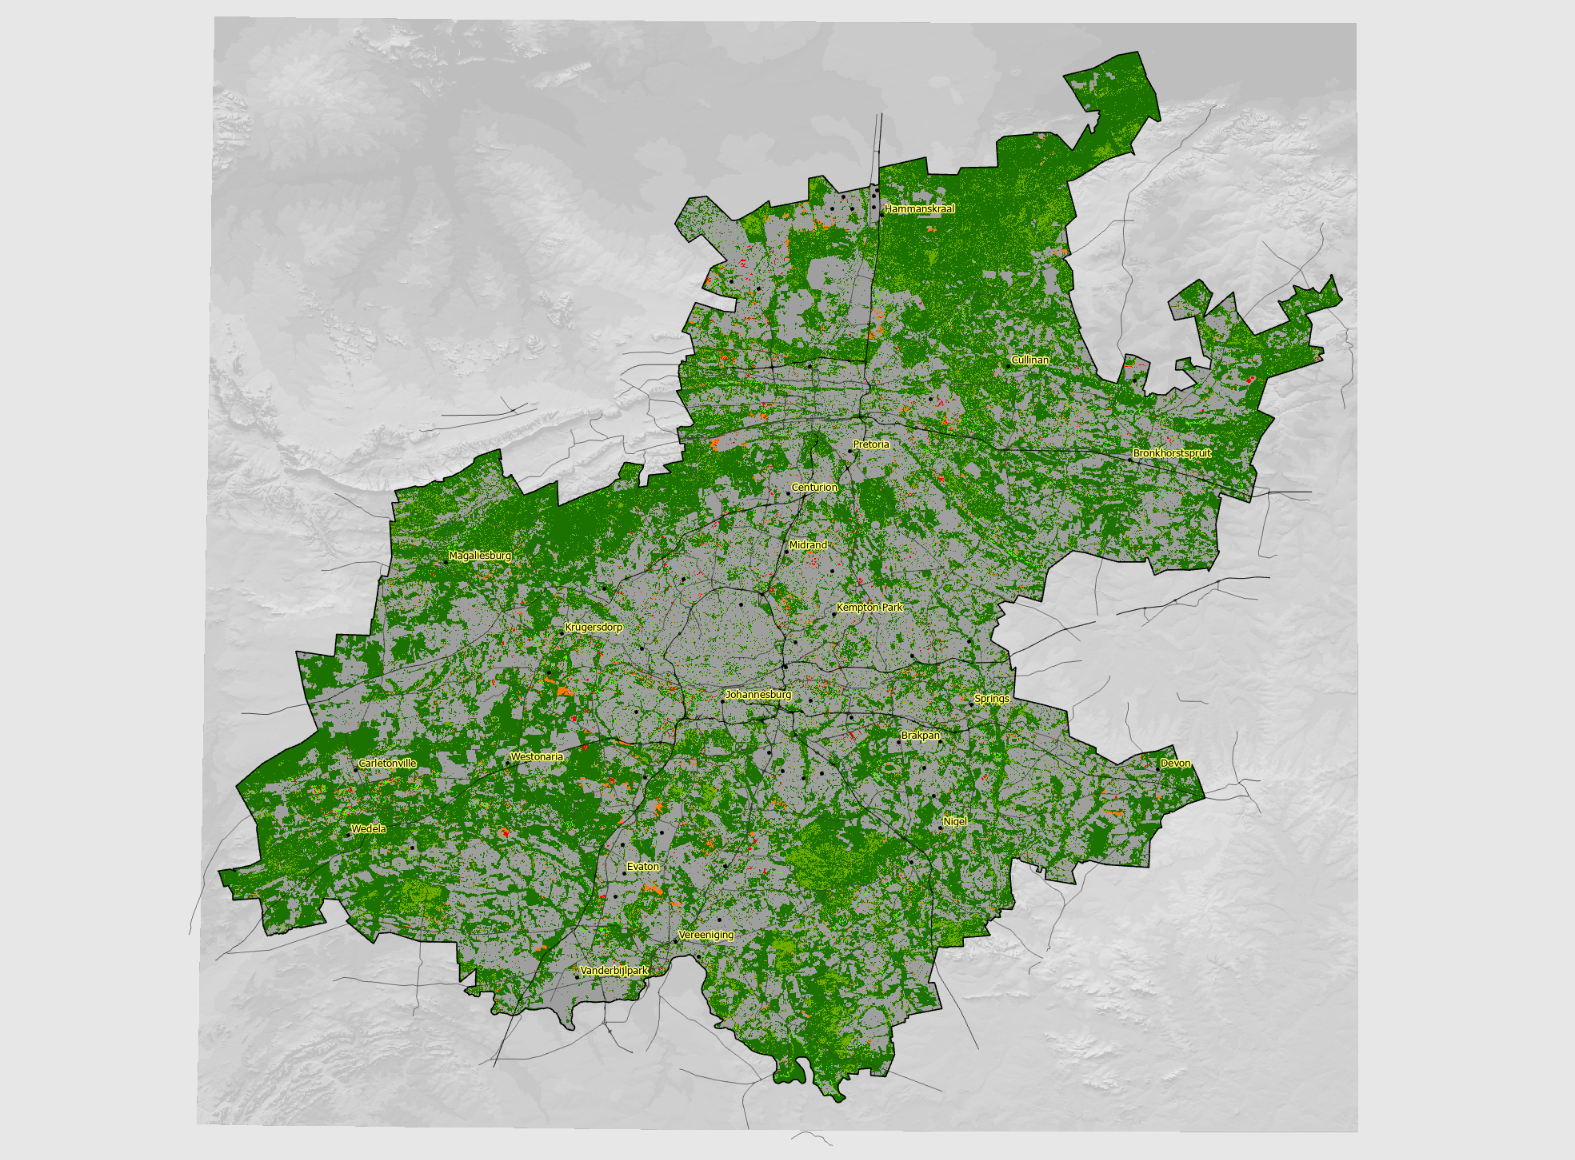 Hammanskraal
Cullinan
Pretoria
Bronkhorstspruit
Centurion
Midrand
Magaliesburg
Kempton Park
Krugersdorp
Johannesburg
Springs
Brakpan
Westonaria
Carletonville
Devon
Nigel
Wedela
Evaton
Vereeniging
Vanderbijlpark